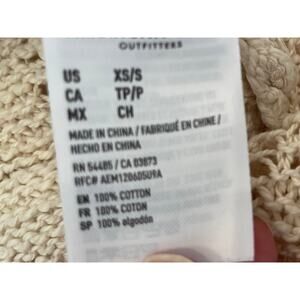 OUTFITTERS
US XS/S
CA TP/P
MX CH
MADE IN CHINA / FABRIQUÉ EN CHINE /
HECHO EN CHINA
RN 54485 / CA 03873
RFC# AEM120605U9A
EN 100% COTTON
FR 100% COTON
SP 100% algodón